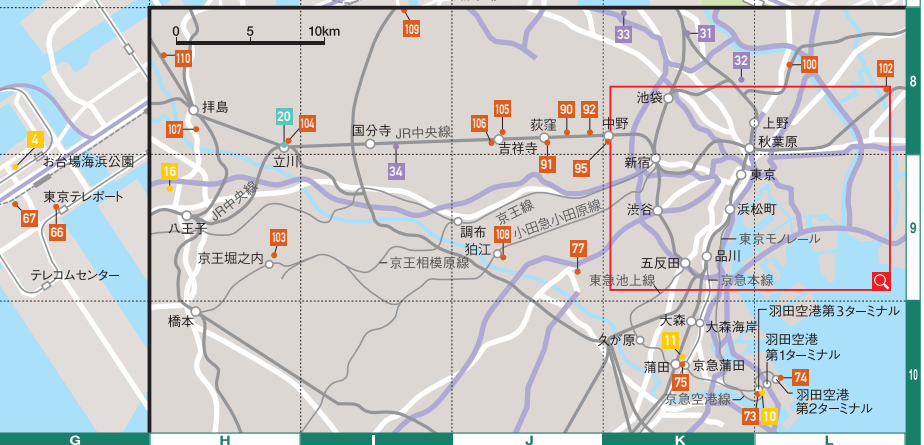 0 5 10km
109
33
31
32
100
102
110
8
拝島
107
20
104
立川
国分寺
JR中央線
34
106
105
吉祥寺
荻窪
90
92
中野
91
95
池袋
上野
秋葉原
新宿
東京
4
お台場海浜公園
16
東京テレポート
67
66
テレコムセンター
JR中央線
八王子
103
京王堀之内
京王相模原線
調布
狛江
108
京王線
小田急小田原線
77
渋谷
浜松町
9
東京モノレール
五反田
品川
東急池上線
京急本線
橋本
大森
大森海岸
羽田空港第3ターミナル
久が原
11
蒲田
京急蒲田
75
羽田空港
第1ターミナル
74
京急空港線
73
10
羽田空港
第2ターミナル
10
G H I J K L